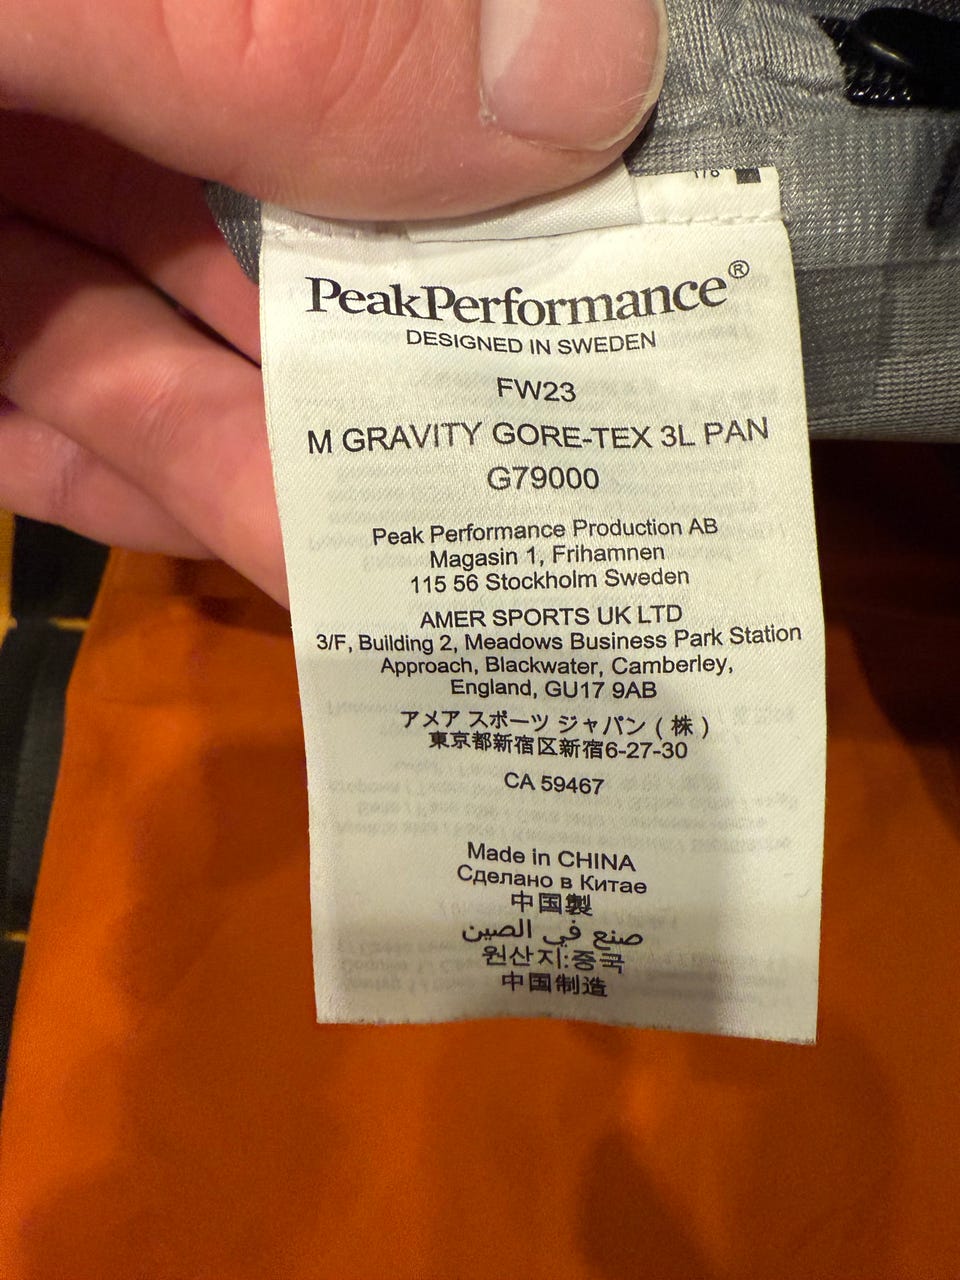 PeakPerformance®
DESIGNED IN SWEDEN
FW23
M GRAVITY GORE-TEX 3L PAN
G79000
Peak Performance Production AB
Magasin 1, Frihamnen
115 56 Stockholm Sweden
AMER SPORTS UK LTD
3/F, Building 2, Meadows Business Park Station
Approach, Blackwater, Camberley,
England, GU17 9AB
アメア スポーツ ジャパン ( 株 )
東京都新宿区新宿6-27-30
CA 59467
Made in CHINA
Сделано в Китае
中国製
صنع في الصين
원산지:중국
中国制造